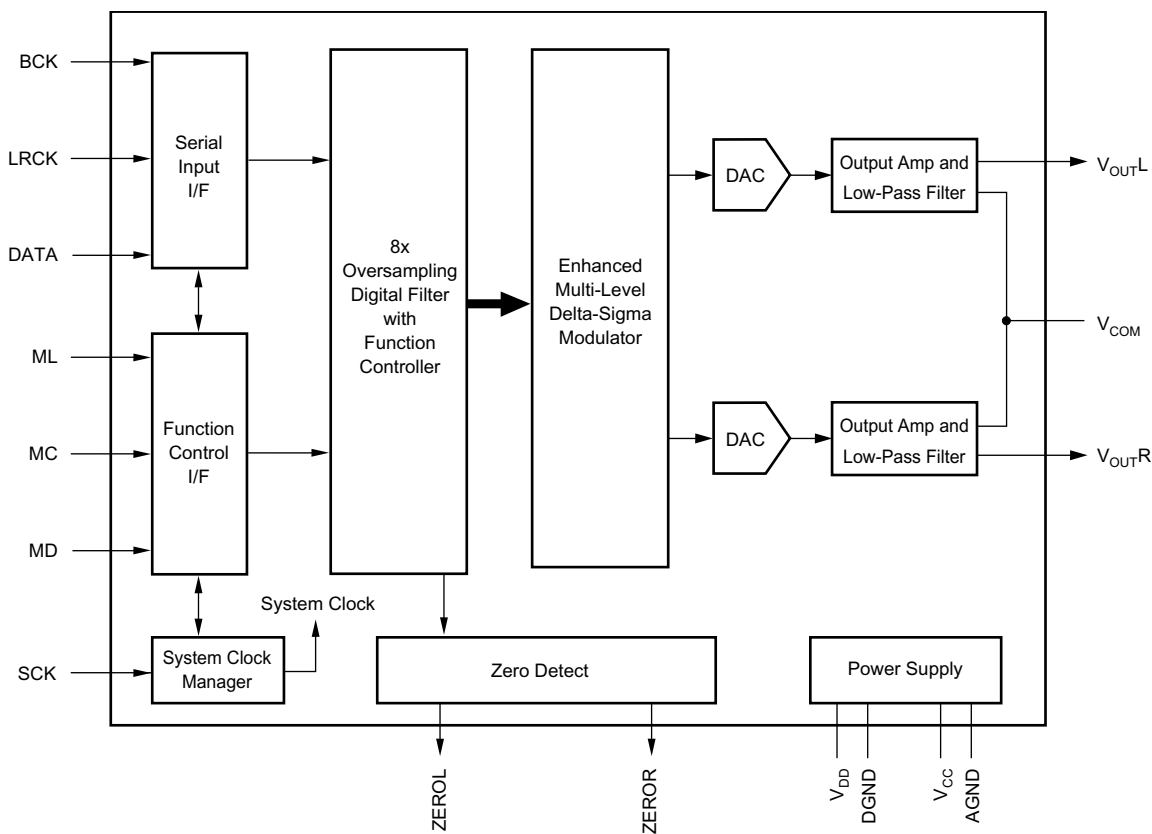 BCK
LRCK
DATA
ML
MC
MD
SCK
Serial
Input
I/F
Function
Control
I/F
System Clock
Manager
System Clock
8x
Oversampling
Digital Filter
with
Function
Controller
Enhanced
Multi-Level
Delta-Sigma
Modulator
DAC
DAC
Output Amp and
Low-Pass Filter
Output Amp and
Low-Pass Filter
VOUTL
VCOM
VOUTR
Zero Detect
Power Supply
ZEROL
ZEROR
VDD
DGND
VCC
AGND